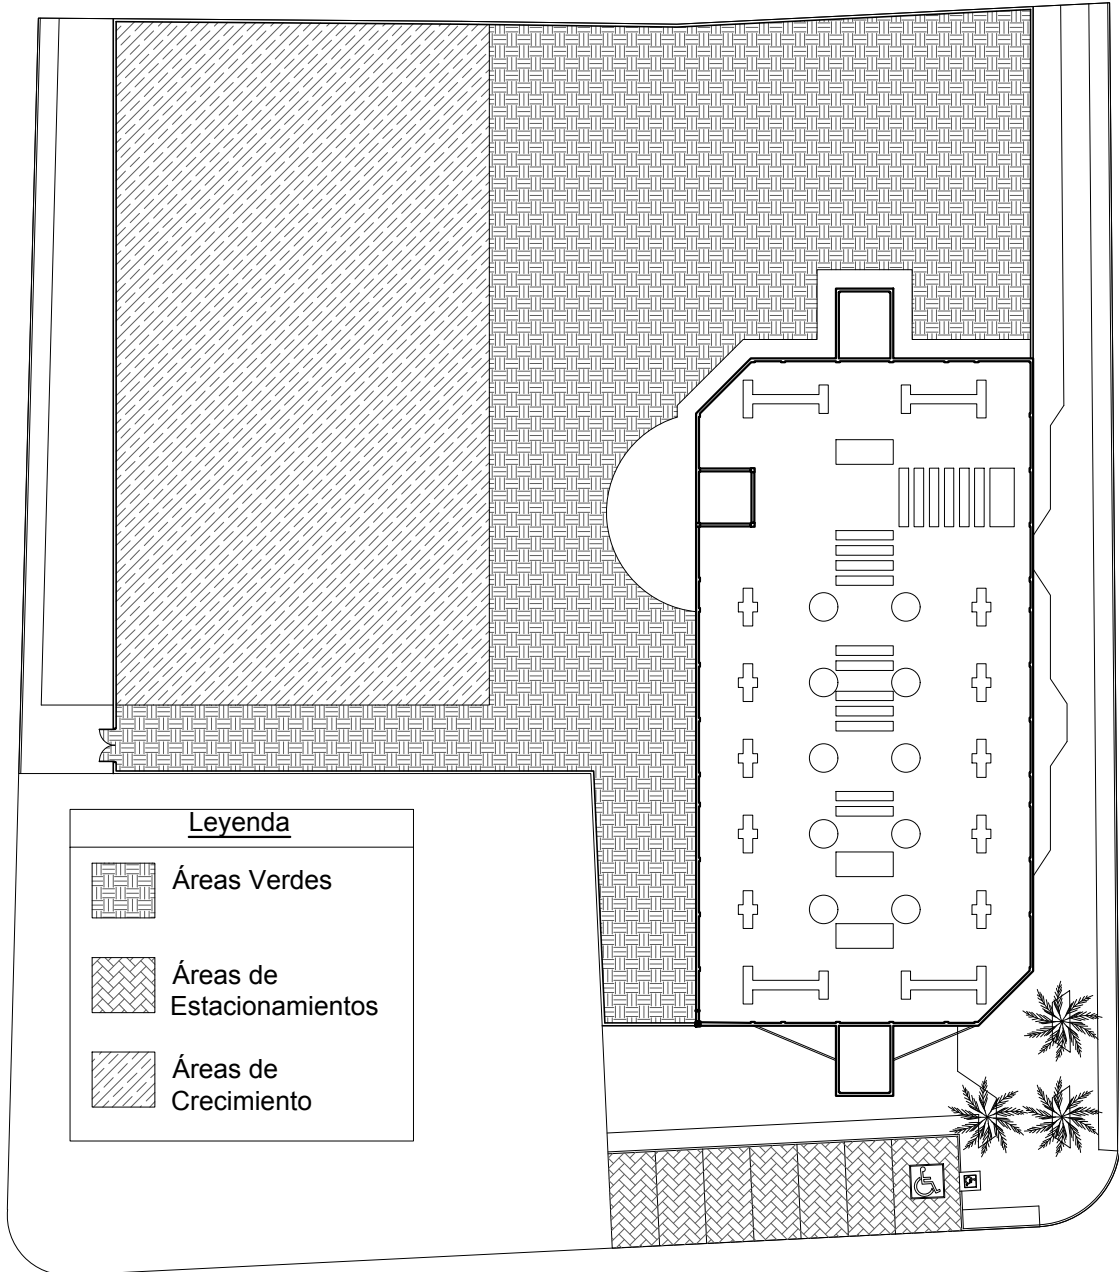 Leyenda
Áreas Verdes
Áreas de
Estacionamientos
Áreas de
Crecimiento